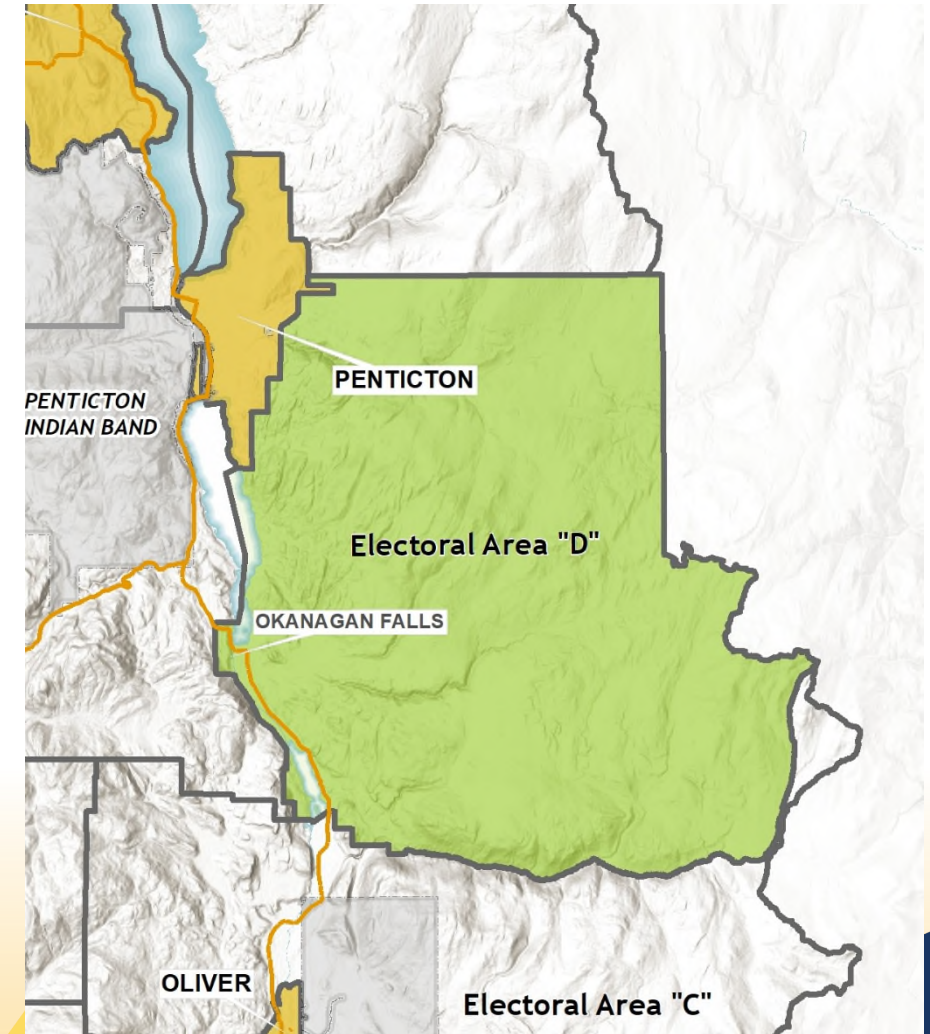 PENTICTON
PENTICTON
INDIAN BAND
Electoral Area "D"
OKANAGAN FALLS
OLIVER
Electoral Area "C"